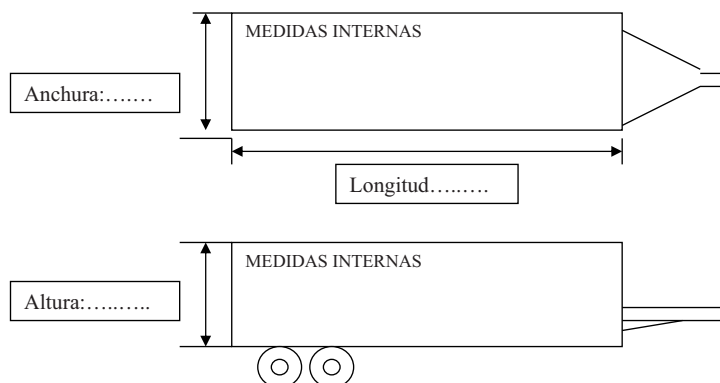 MEDIDAS INTERNAS
Anchura:…….…
Longitud…..….
MEDIDAS INTERNAS
Altura:…..…..